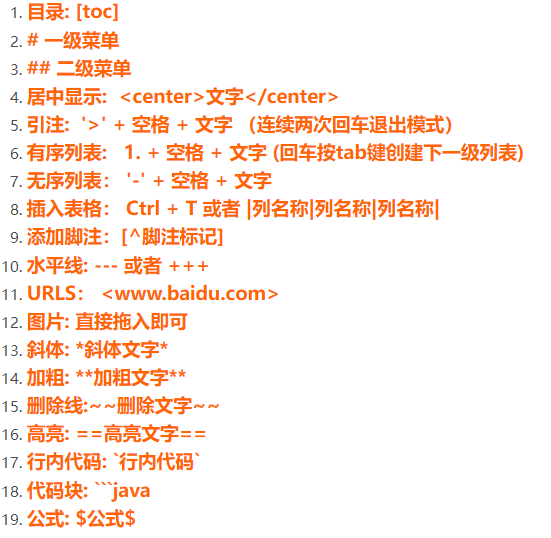 1. 目录: [toc]
2. # 一级菜单
3. ## 二级菜单
4. 居中显示: <center>文字</center>
5. 引注: '>' + 空格 + 文字 （连续两次回车退出模式）
6. 有序列表: 1. + 空格 + 文字 (回车按tab键创建下一级列表)
7. 无序列表: '-' + 空格 + 文字
8. 插入表格: Ctrl + T 或者 |列名称|列名称|列名称|
9. 添加脚注: [^脚注标记]
10. 水平线: --- 或者 +++
11. URLS: <www.baidu.com>
12. 图片: 直接拖入即可
13. 斜体: *斜体文字*
14. 加粗: **加粗文字**
15. 删除线:~~删除文字~~
16. 高亮: ==高亮文字==
17. 行内代码: `行内代码`
18. 代码块: ```java
19. 公式: $公式$